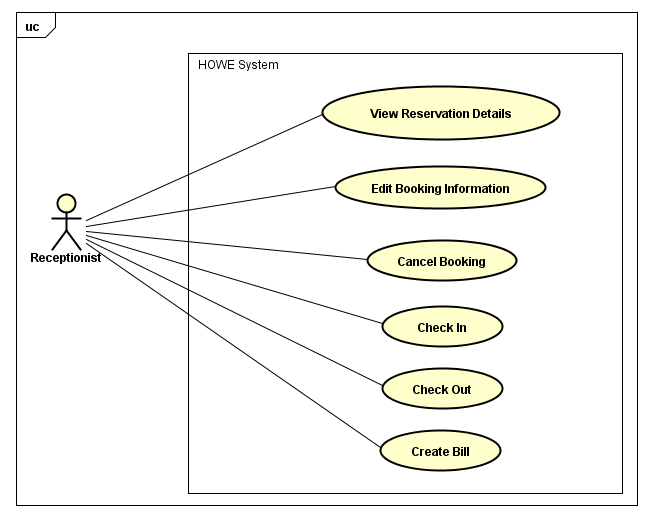 uc
HOWE System
View Reservation Details
Edit Booking Information
Receptionist
Cancel Booking
Check In
Check Out
Create Bill